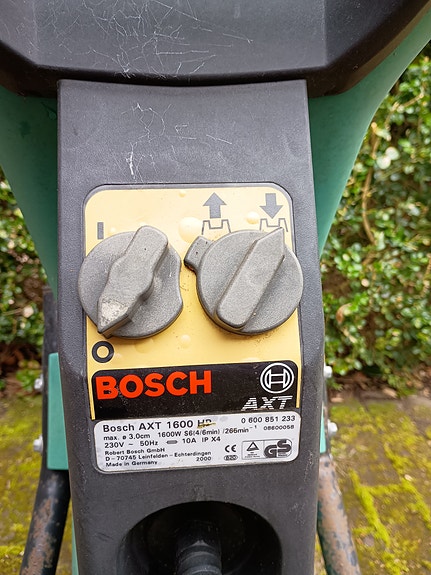 I
O
BOSCH
AXT
Bosch AXT 1600 HP 0 600 851 233
max. ø 3,0cm 1600W S6(4/6min) /266min⁻¹ 08600058
230V ~ 50Hz 10A IP X4
Robert Bosch GmbH
D - 70745 Leinfelden - Echterdingen
Made in Germany 2000
CE
GS